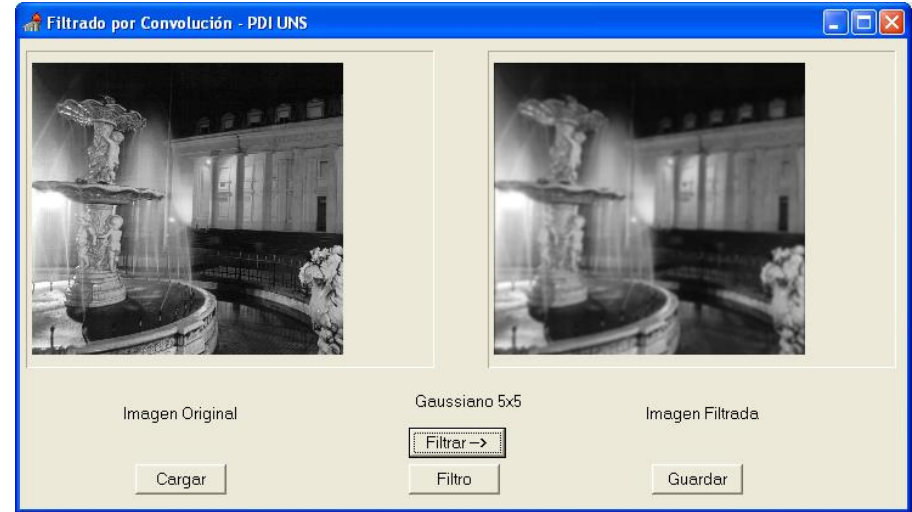 Filtrado por Convolución - PDI UNS
Gaussiano 5x5
Imagen Original
Imagen Filtrada
Filtrar -->
Cargar
Filtro
Guardar